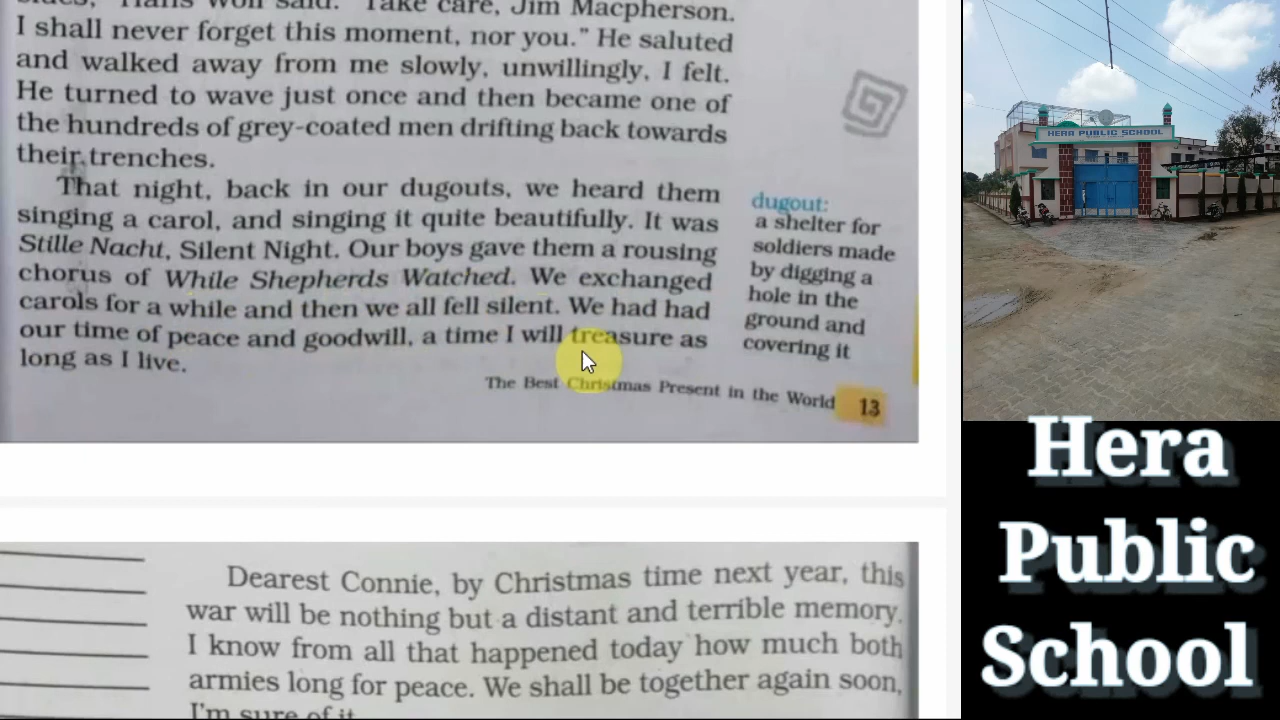 Take care, Jim Macpherson.
I shall never forget this moment, nor you.” He saluted
and walked away from me slowly, unwillingly, I felt.
He turned to wave just once and then became one of
the hundreds of grey-coated men drifting back towards
their trenches.
That night, back in our dugouts, we heard them
singing a carol, and singing it quite beautifully. It was
Stille Nacht, Silent Night. Our boys gave them a rousing
chorus of While Shepherds Watched. We exchanged
carols for a while and then we all fell silent. We had had
our time of peace and goodwill, a time I will treasure as
long as I live.
dugout:
a shelter for
soldiers made
by digging a
hole in the
ground and
covering it
The Best Christmas Present in the World 13
Dearest Connie, by Christmas time next year, this
war will be nothing but a distant and terrible memory.
I know from all that happened today how much both
armies long for peace. We shall be together again soon,
I'm sure of it
HERA PUBLIC SCHOOL
Hera
Public
School